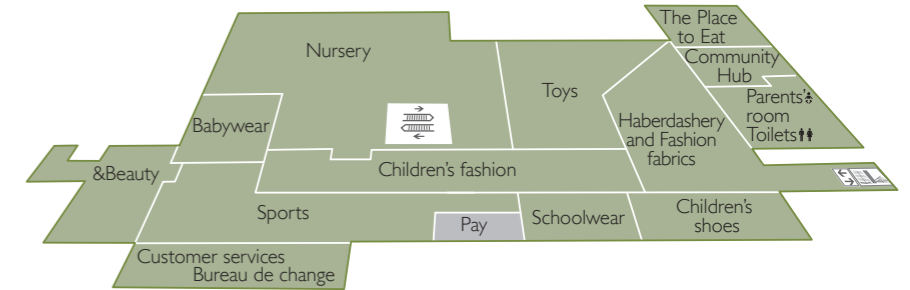 The Place
to Eat
Nursery
Community
Hub
Toys
Parents'
room
Toilets
Babywear
Haberdashery
and Fashion
fabrics
&Beauty
Children's fashion
Sports
Pay
Schoolwear
Children's
shoes
Customer services
Bureau de change